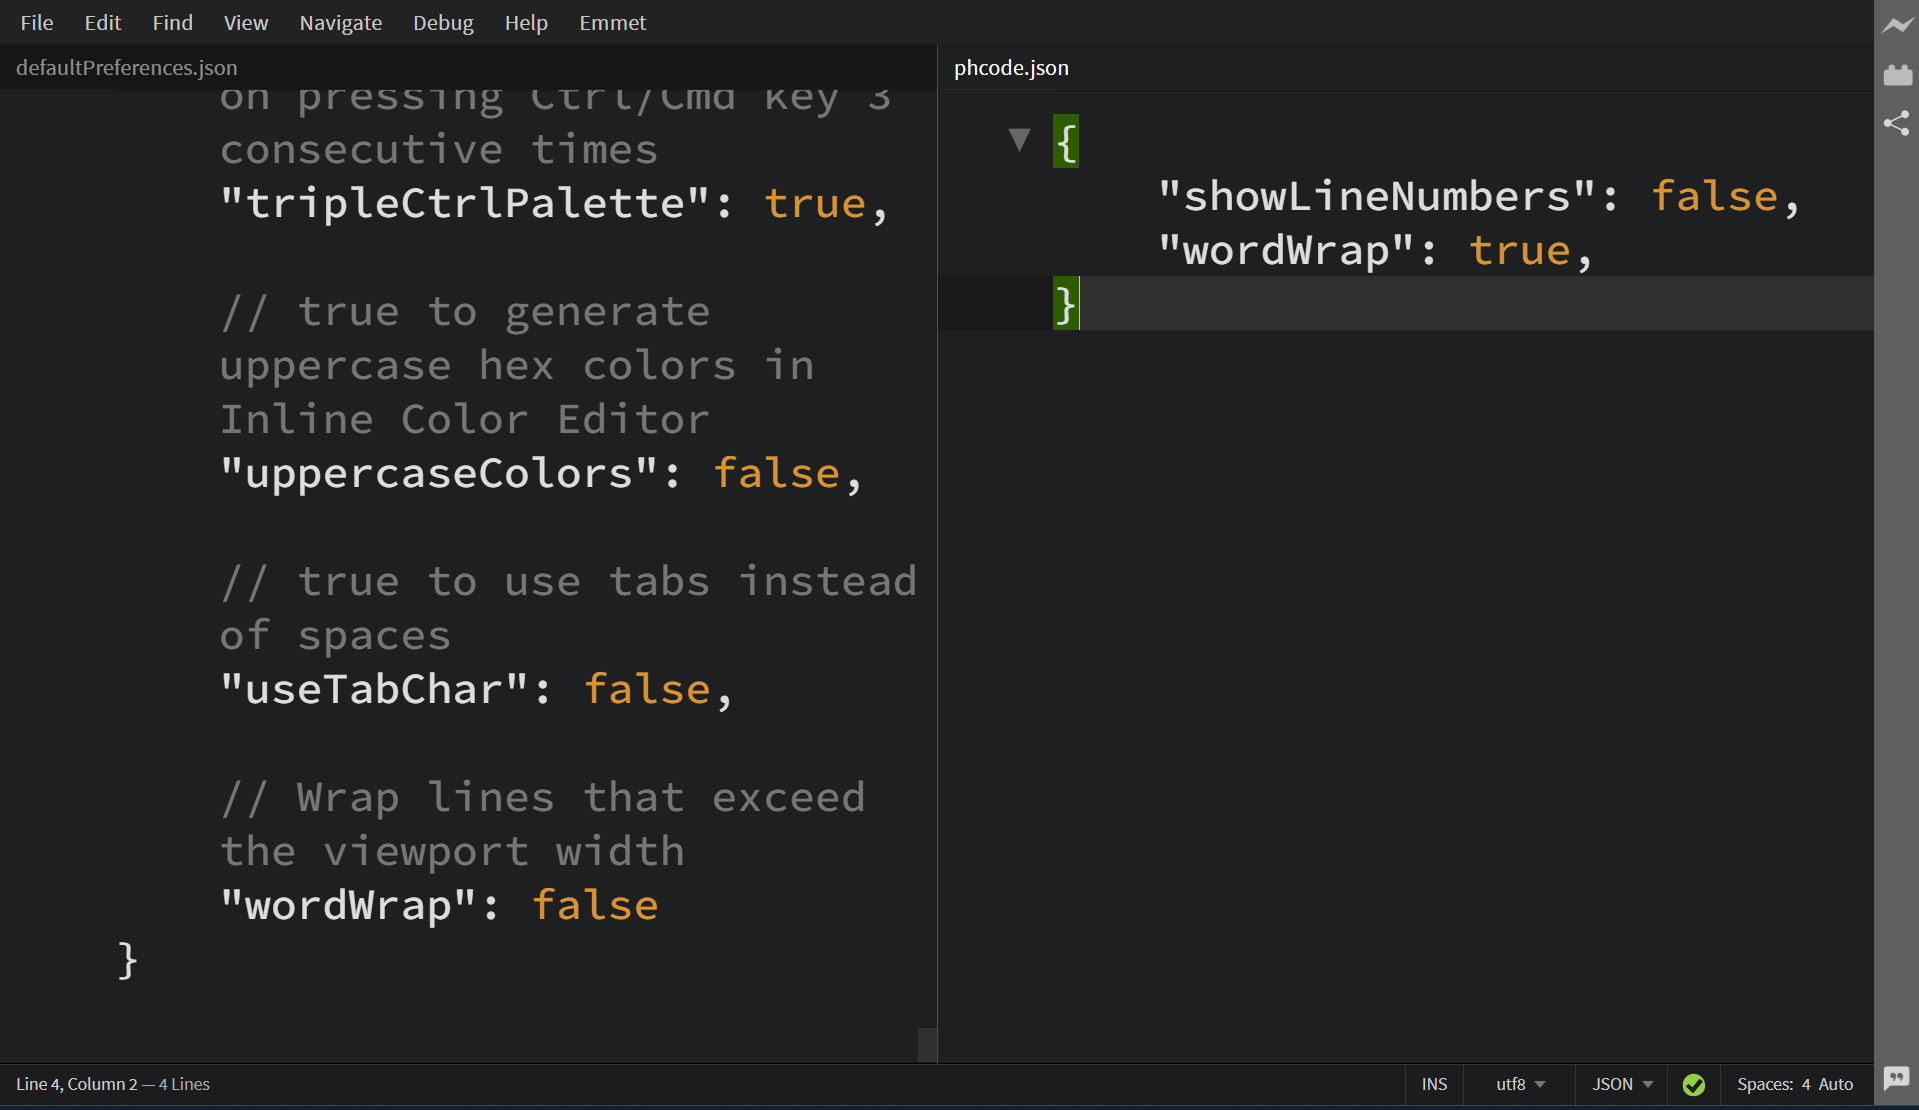 File Edit Find View Navigate Debug Help Emmet
defaultPreferences.json
on pressing Ctrl/Cmd key 3
consecutive times
"tripleCtrlPalette": true,
// true to generate
uppercase hex colors in
Inline Color Editor
"uppercaseColors": false,
// true to use tabs instead
of spaces
"useTabChar": false,
// Wrap lines that exceed
the viewport width
"wordWrap": false
}
phcode.json
{
"showLineNumbers": false,
"wordWrap": true,
}
Line 4, Column 2 — 4 Lines
INS utf8 JSON Spaces: 4 Auto